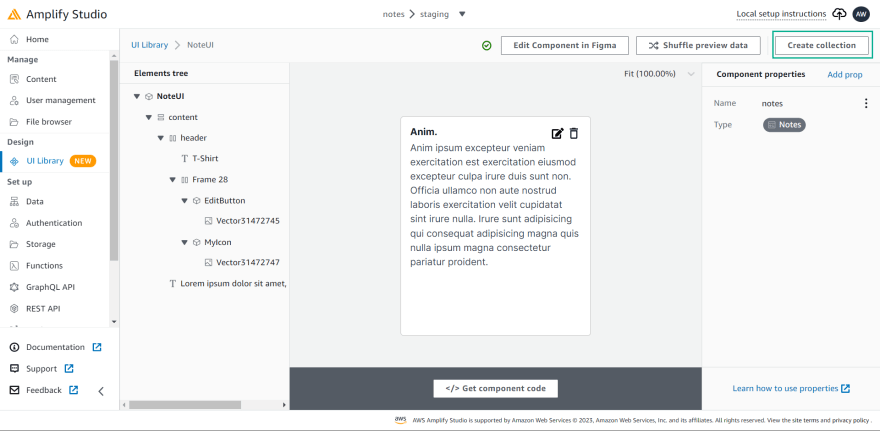 Amplify Studio
notes > staging
Local setup instructions
AW
Home
Manage
Content
User management
File browser
Design
UI Library NEW
Set up
Data
Authentication
Storage
Functions
GraphQL API
REST API
Documentation
Support
Feedback
UI Library > NoteUI
Edit Component in Figma
Shuffle preview data
Create collection
Elements tree
NoteUI
content
header
T-Shirt
Frame 28
EditButton
Vector31472745
MyIcon
Vector31472747
Lorem ipsum dolor sit amet,
Fit (100.00%)
Anim.
Anim ipsum excepteur veniam
exercitation est exercitation eiusmod
excepteur culpa irure duis sunt non.
Officia ullamco non aute nostrud
laboris exercitation velit cupidatat
sint irure nulla. Irure sunt adipisicing
qui consequat adipisicing magna quis
nulla ipsum magna consectetur
pariatur proident.
</> Get component code
Component properties Add prop
Name notes
Type Notes
Learn how to use properties
aws AWS Amplify Studio is supported by Amazon Web Services © 2023, Amazon Web Services, Inc. and its affiliates. All rights reserved. View the site terms and privacy policy .